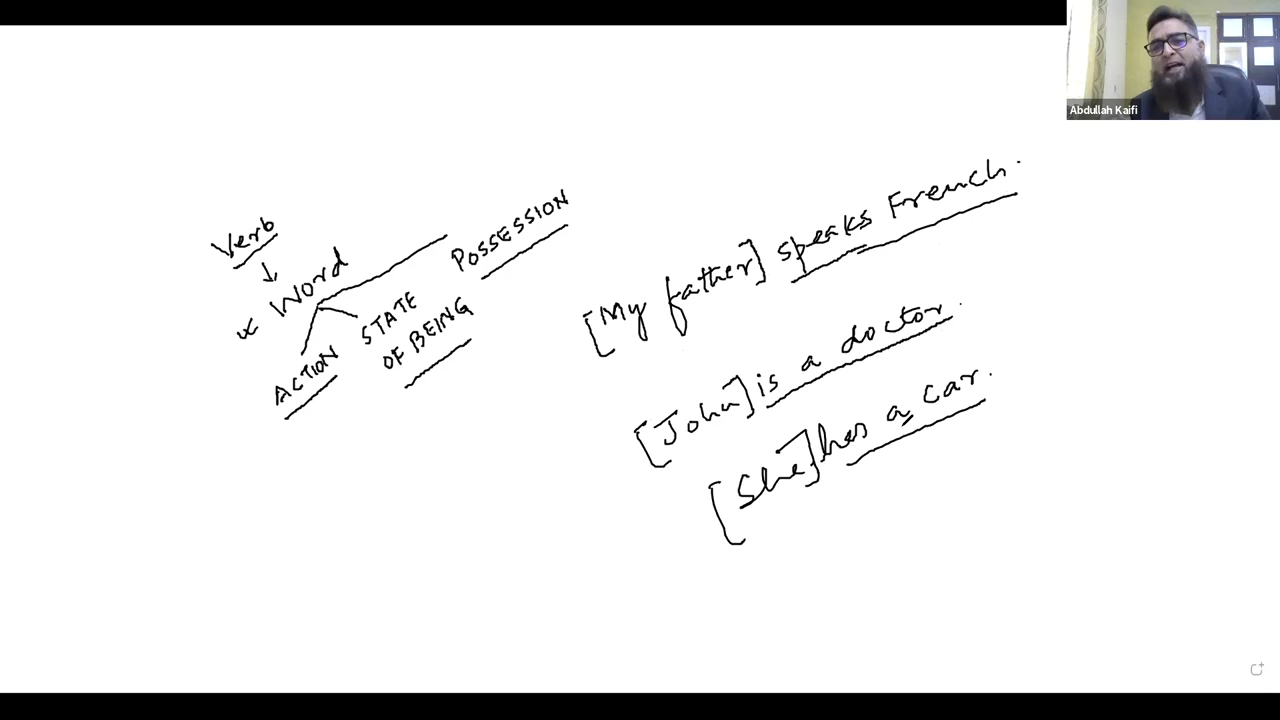 Abdullah Kaifi
Verb
↓
∝ Word
ACTION
STATE
OF BEING
POSSESSION
[My father] speaks French.
[John] is a doctor.
[She] has a car.